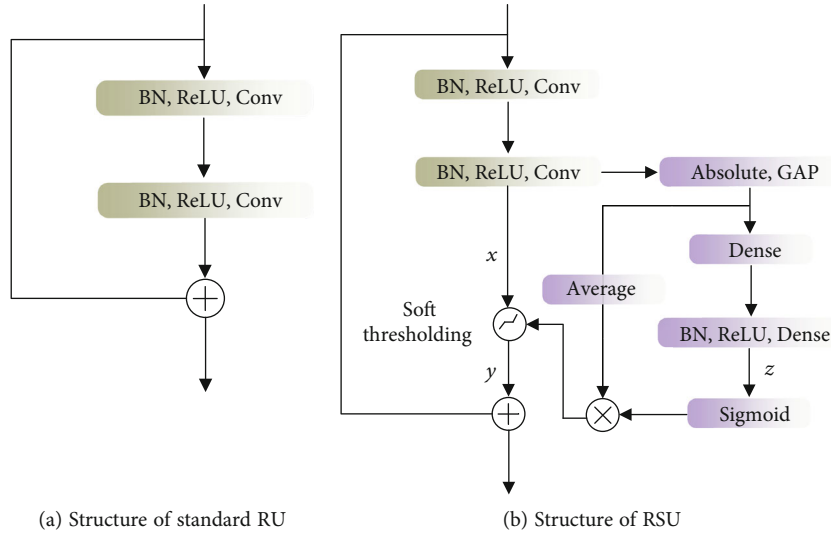 BN, ReLU, Conv
BN, ReLU, Conv
(a) Structure of standard RU
BN, ReLU, Conv
BN, ReLU, Conv
Absolute, GAP
x
Dense
Average
Soft
thresholding
BN, ReLU, Dense
y
z
Sigmoid
(b) Structure of RSU